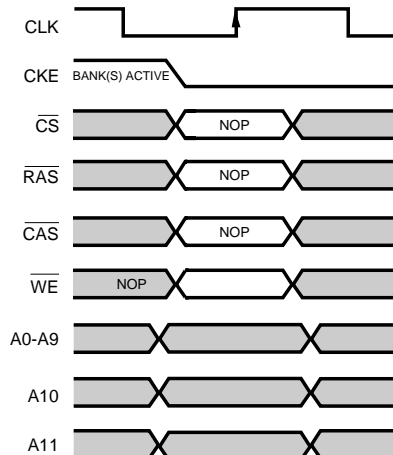 CLK
CKE BANK(S) ACTIVE
CS NOP
RAS NOP
CAS NOP
WE NOP
A0-A9
A10
A11